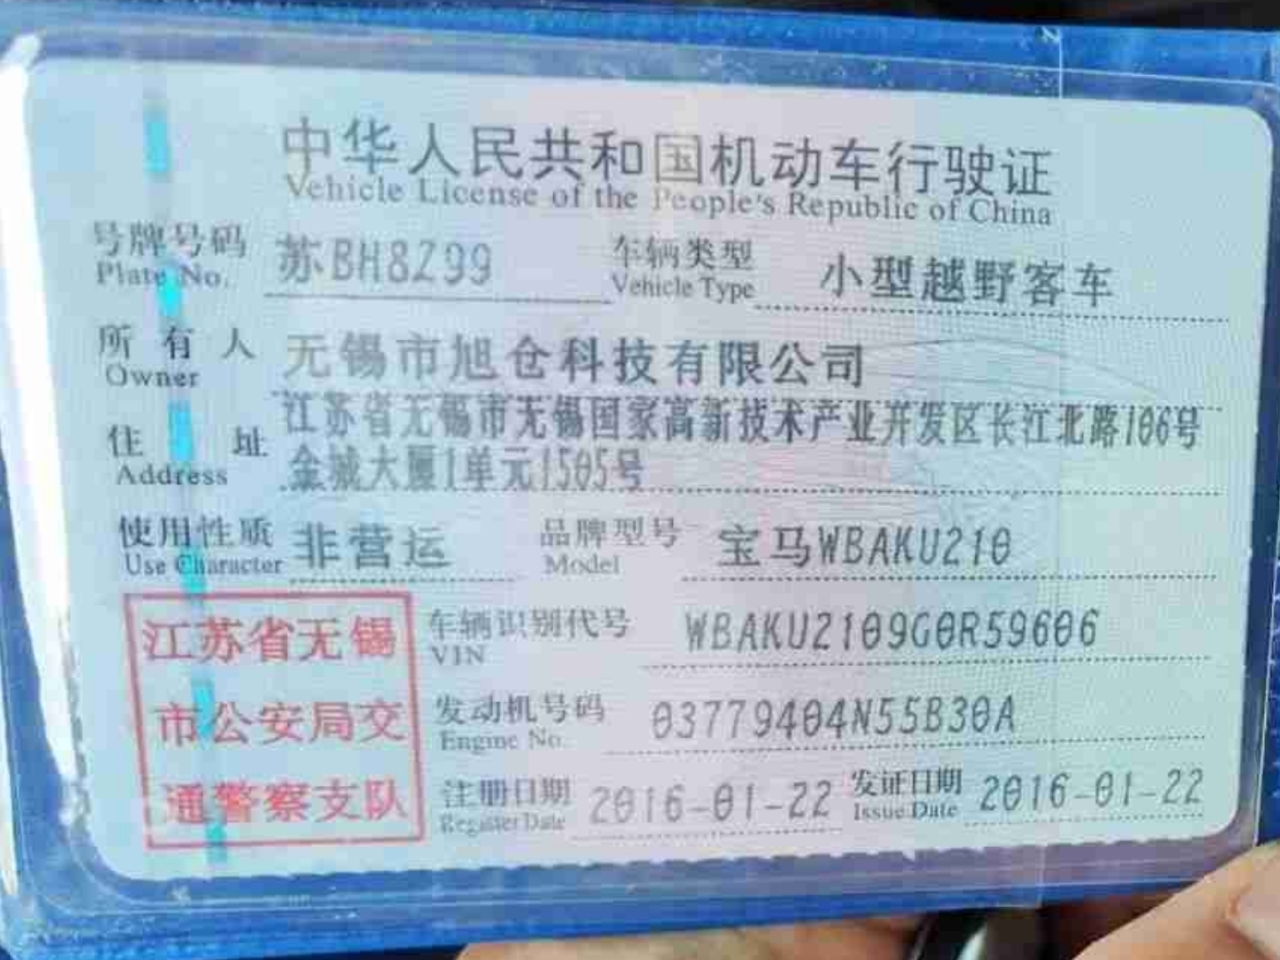 中华人民共和国机动车行驶证
Vehicle License of the People's Republic of China
号牌号码 苏BH8Z99 车辆类型 小型越野客车
Plate No. Vehicle Type
所有人 无锡市旭仓科技有限公司
Owner
江苏省无锡市无锡国家高新技术产业开发区长江北路106号
住址 金城大厦1单元1505号
Address
使用性质 非营运 品牌型号 宝马WBAKU210
Use Character Model
江苏省无锡
市公安局交
通警察支队
车辆识别代号 WBAKU2109G0R59606
VIN
发动机号码 03779404N55B30A
Engine No.
注册日期 2016-01-22 发证日期 2016-01-22
Register Date Issue Date